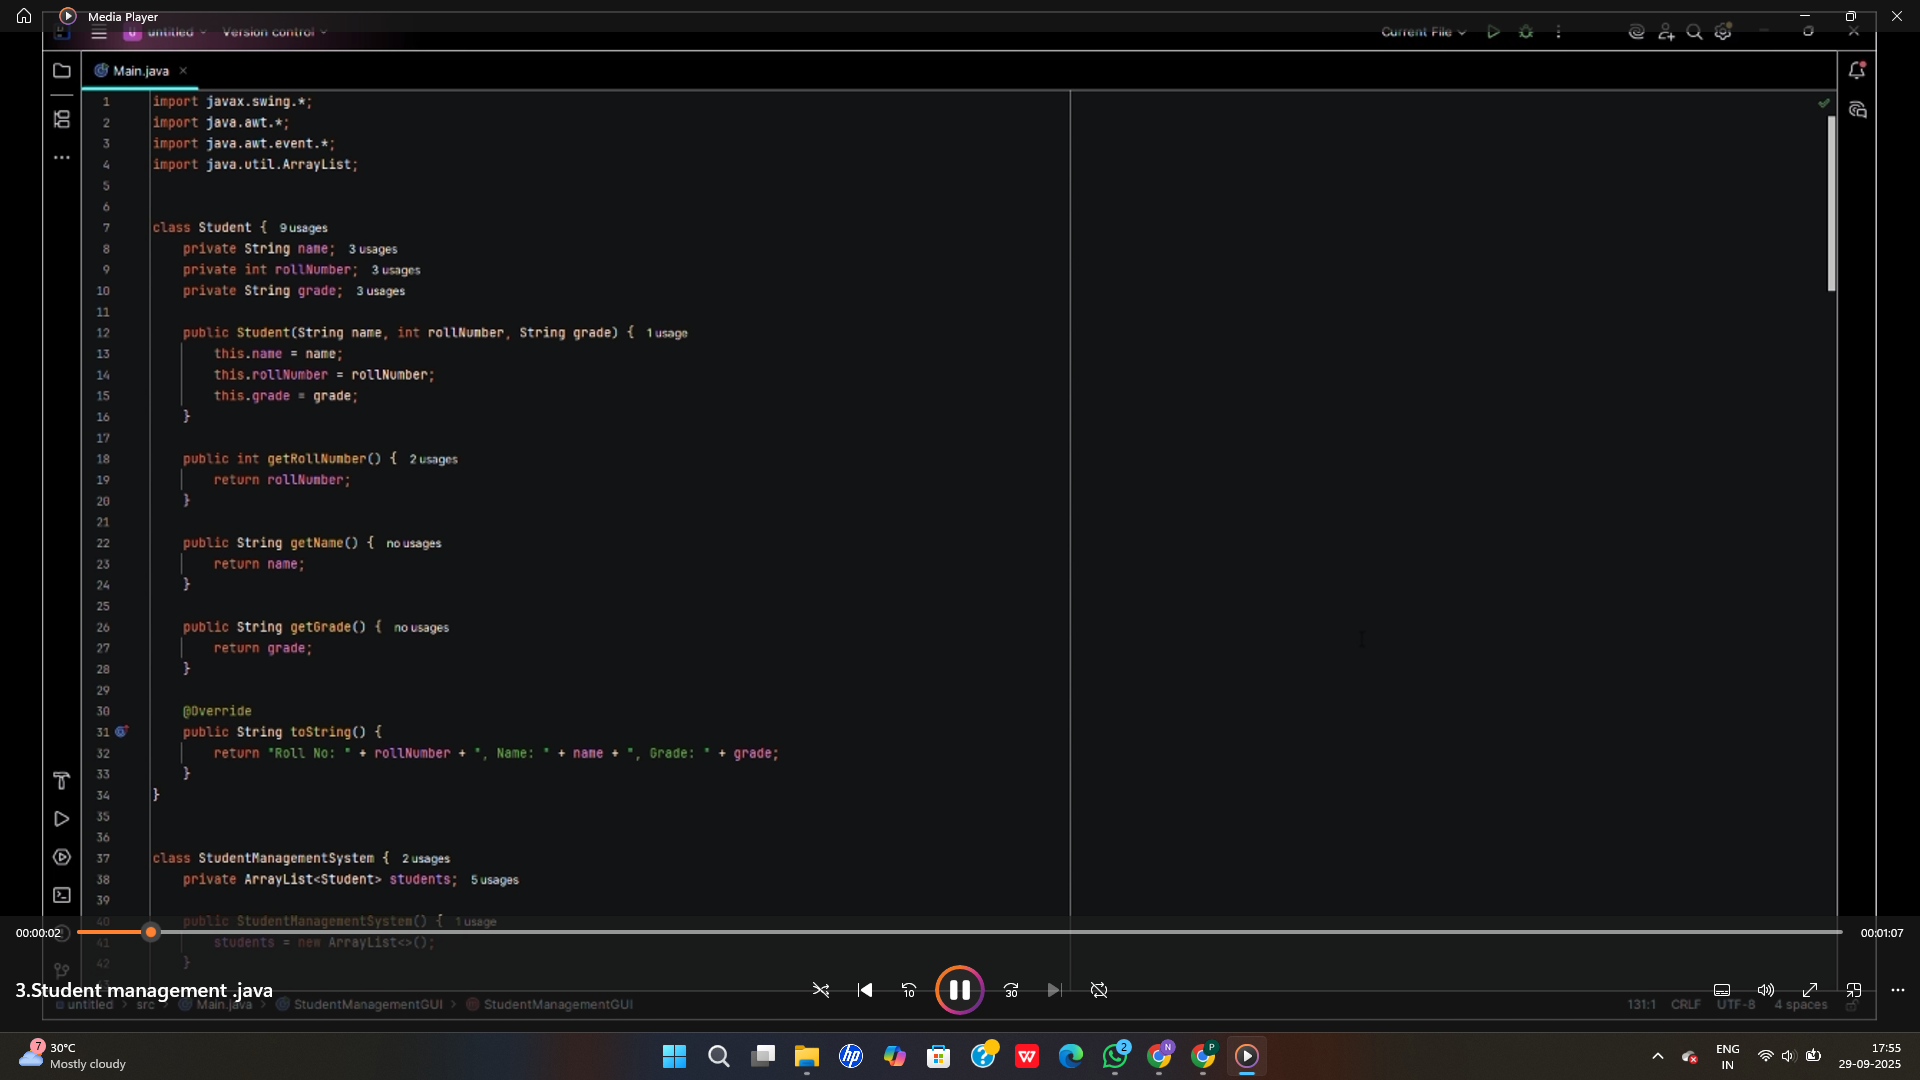 Media Player
untitled Version control Current File
Main.java
1 import javax.swing.*;
2 import java.awt.*;
3 import java.awt.event.*;
4 import java.util.ArrayList;
5
6
7 class Student { 9 usages
8 private String name; 3 usages
9 private int rollNumber; 3 usages
10 private String grade; 3 usages
11
12 public Student(String name, int rollNumber, String grade) { 1 usage
13 this.name = name;
14 this.rollNumber = rollNumber;
15 this.grade = grade;
16 }
17
18 public int getRollNumber() { 2 usages
19 return rollNumber;
20 }
21
22 public String getName() { no usages
23 return name;
24 }
25
26 public String getGrade() { no usages
27 return grade;
28 }
29
30 @Override
31 public String toString() {
32 return "Roll No: " + rollNumber + ", Name: " + name + ", Grade: " + grade;
33 }
34 }
35
36
37 class StudentManagementSystem { 2 usages
38 private ArrayList<Student> students; 5 usages
39
40 public StudentManagementSystem() { 1 usage
00:00:02 00:01:07
41 students = new ArrayList<>();
42 }
3.Student management .java
10 30
untitled > src > Main.java > StudentManagementGUI > StudentManagementGUI 131:1 CRLF UTF-8 4 spaces
7 30°C
Mostly cloudy
2 N P
ENG
IN
17:55
29-09-2025